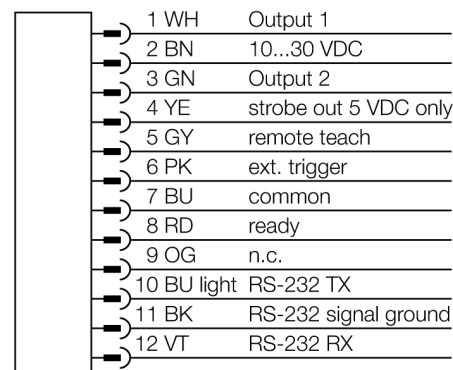 1 WH Output 1
2 BN 10...30 VDC
3 GN Output 2
4 YE strobe out 5 VDC only
5 GY remote teach
6 PK ext. trigger
7 BU common
8 RD ready
9 OG n.c.
10 BU light RS-232 TX
11 BK RS-232 signal ground
12 VT RS-232 RX